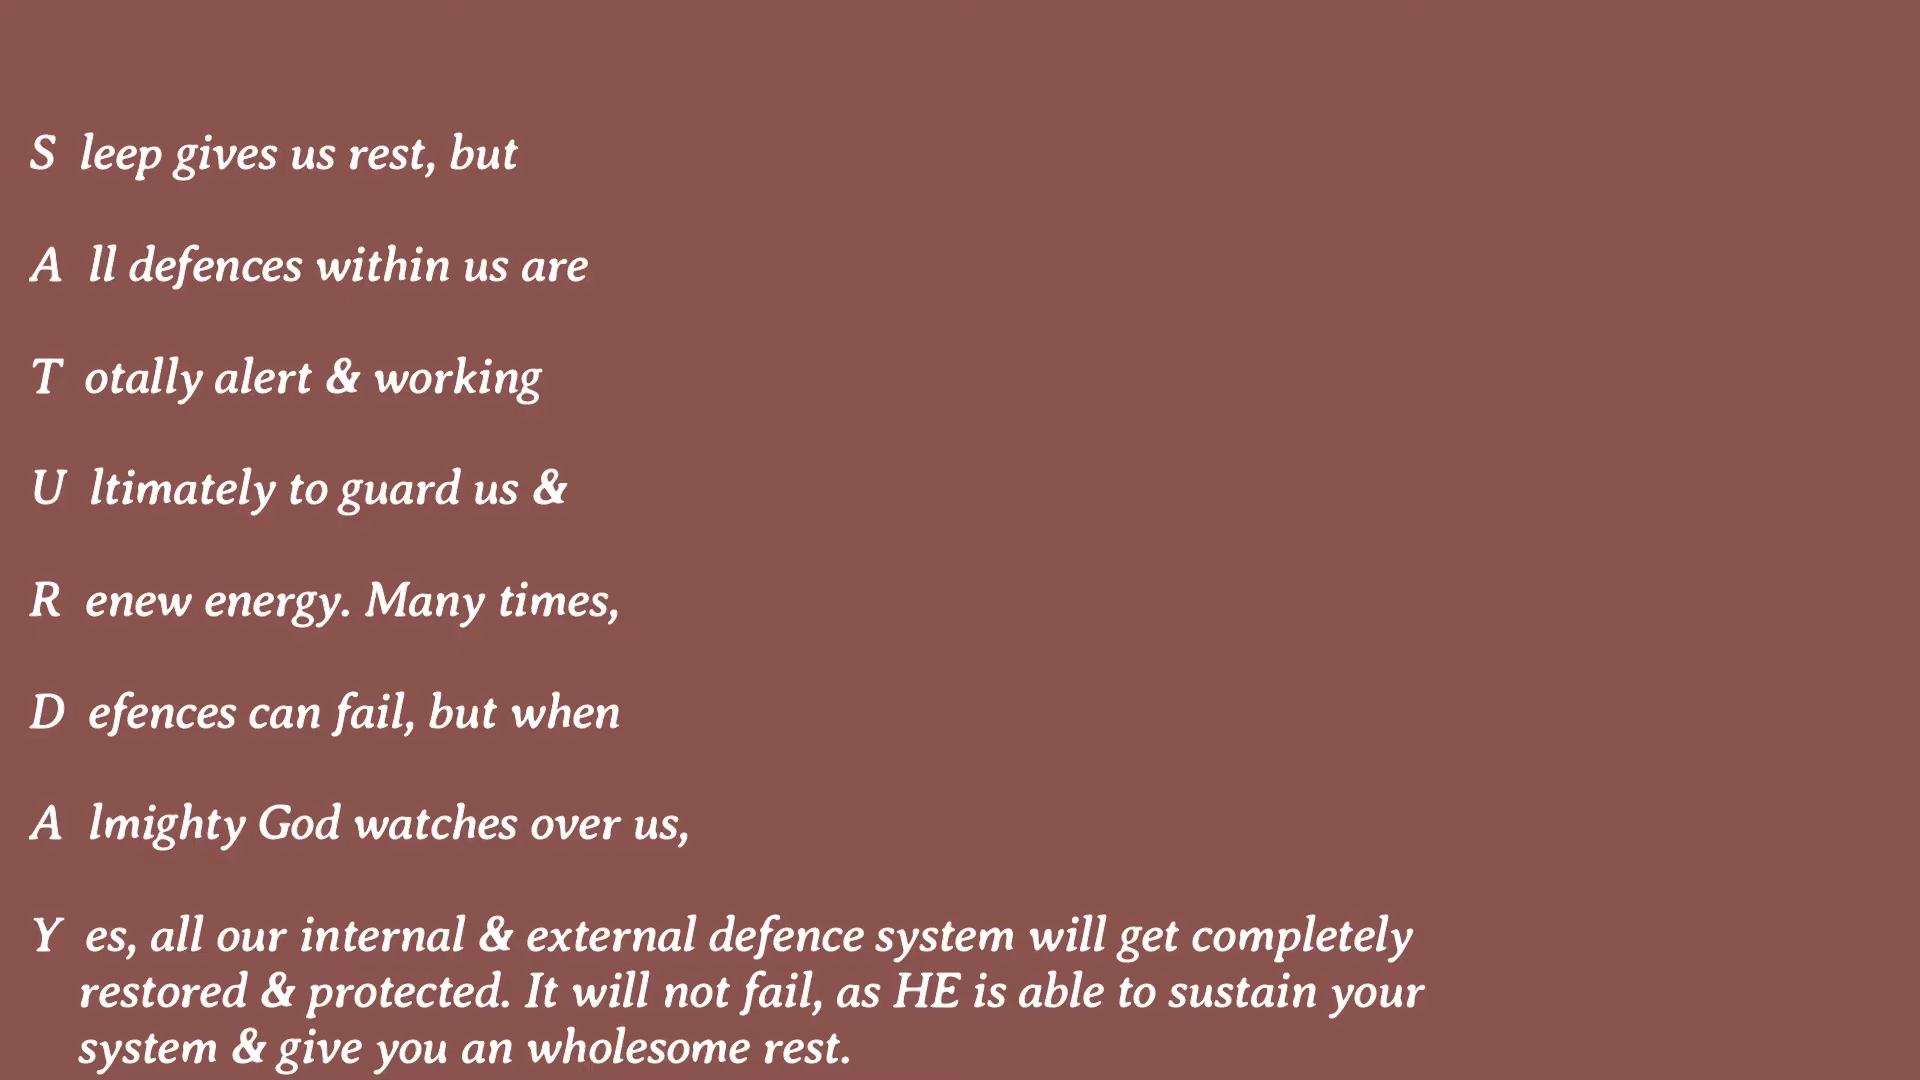 S leep gives us rest, but
A ll defences within us are
T otally alert & working
U ltimately to guard us &
R enew energy. Many times,
D efences can fail, but when
A lmighty God watches over us,
Y es, all our internal & external defence system will get completely
restored & protected. It will not fail, as HE is able to sustain your
system & give you an wholesome rest.